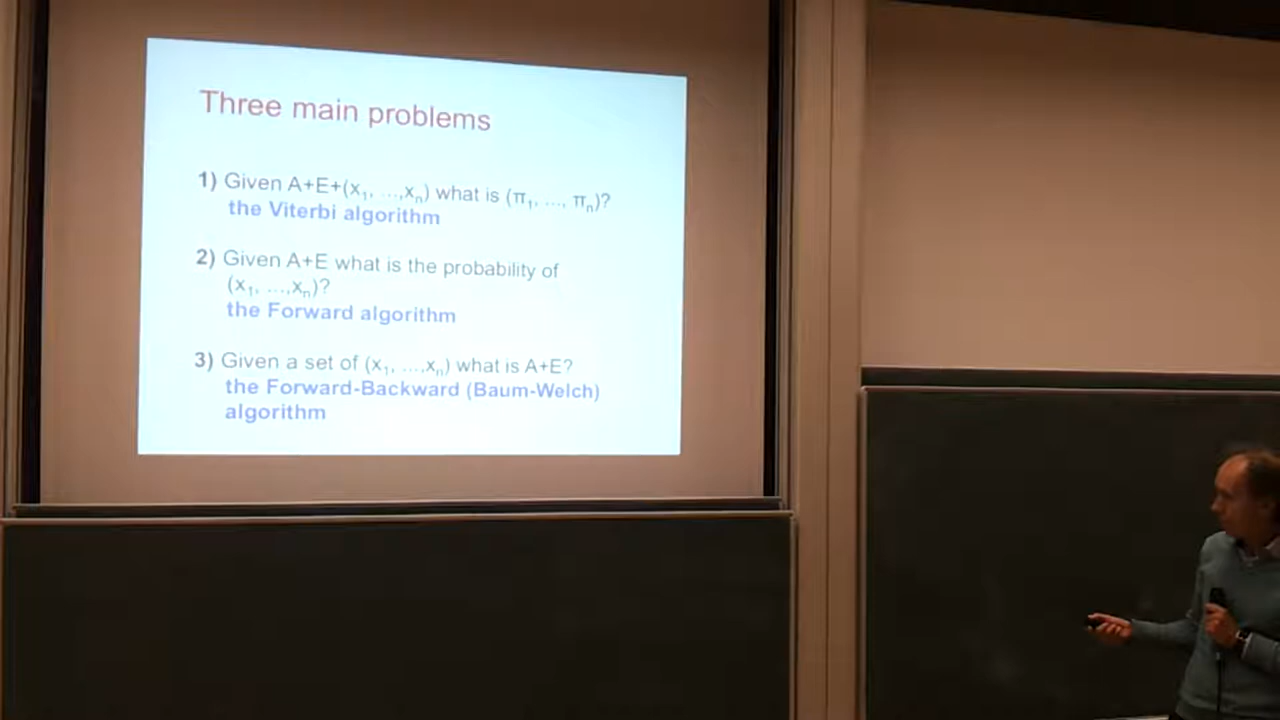 Three main problems
1) Given A+E+(x₁, ...,xₙ) what is (π₁, ..., πₙ)?
the Viterbi algorithm
2) Given A+E what is the probability of
(x₁, ...,xₙ)?
the Forward algorithm
3) Given a set of (x₁, ...,xₙ) what is A+E?
the Forward-Backward (Baum-Welch)
algorithm